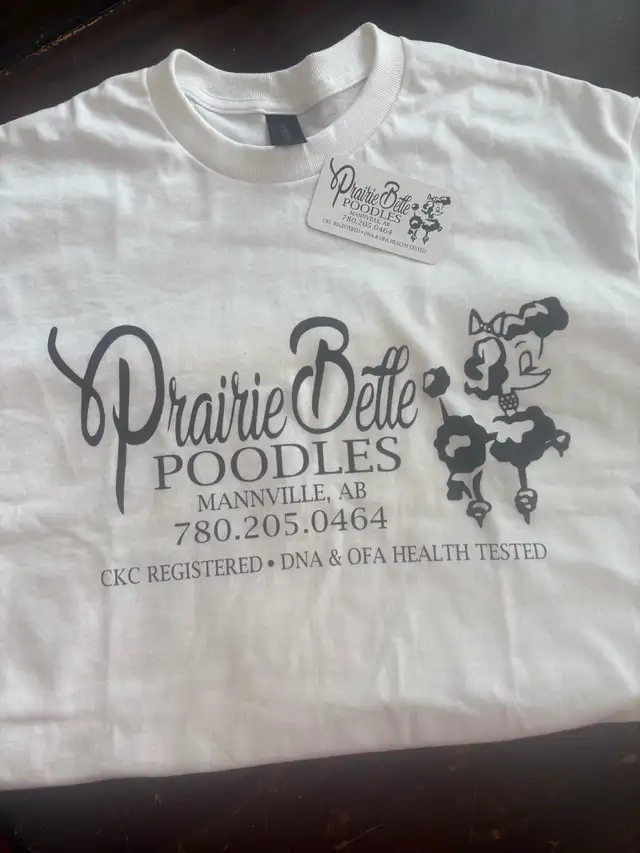 Prairie Belle
POODLES
MANNVILLE, AB
780.205.0464
CKC REGISTERED • DNA & OFA HEALTH TESTED
Prairie Belle
POODLES
MANNVILLE, AB
780.205.0464
CKC REGISTERED • DNA & OFA HEALTH TESTED